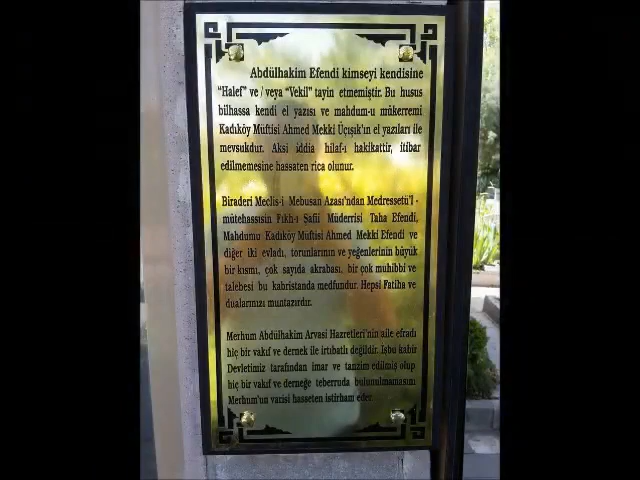 Abdülhakim Efendi kimseyi kendisine
"Halef" ve / veya "Vekil" tayin etmemiştir. Bu husus
bilhassa kendi el yazısı ve mahdum-u mükerremi
Kadıköy Müftisi Ahmed Mekki Üçışık'ın el yazıları ile
mevsukdur. Aksi iddia hilaf-ı hakikattir, itibar
edilmemesine hassaten rica olunur.
Biraderi Meclis-i Mebusan Azası'ndan Medressetü'l -
mütehassisin Fıkh-ı Şafii Müderrisi Taha Efendi,
Mahdumu Kadıköy Müftisi Ahmed Mekki Efendi ve
diğer iki evladı, torunlarının ve yeğenlerinin büyük
bir kısmı, çok sayıda akrabası, bir çok muhibbi ve
talebesi bu kabristanda medfundur. Hepsi Fatiha ve
dualarınızı muntazırdır.
Merhum Abdülhakim Arvasi Hazretleri'nin aile efradı
hiç bir vakıf ve dernek ile irtibatlı değildir. İşbu kabir
Devletimiz tarafından imar ve tanzim edilmiş olup
hiç bir vakıf ve derneğe teberruda bulunulmamasını
Merhum'un varisi hasseten istirham eder.